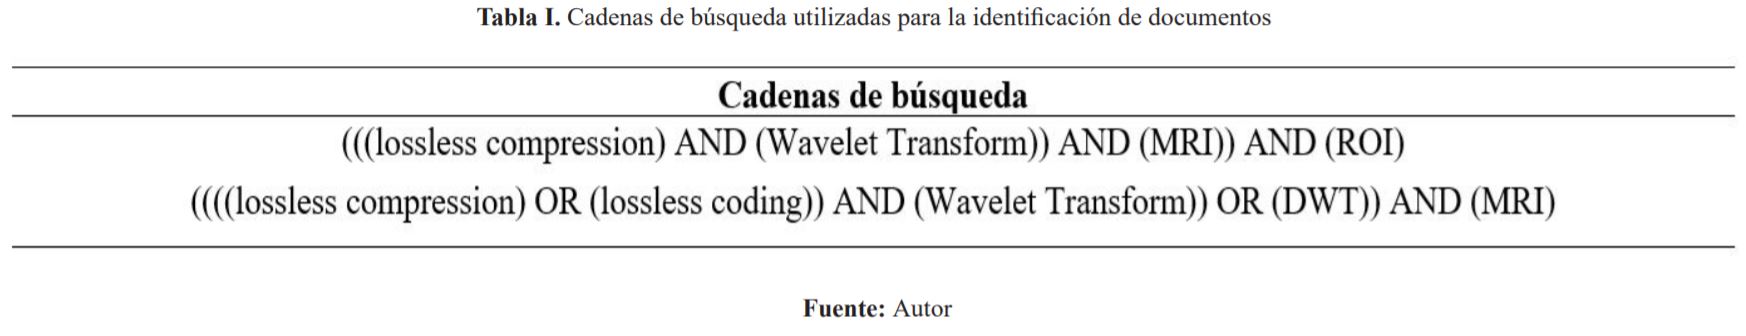 Tabla I. Cadenas de búsqueda utilizadas para la identificación de documentos
Cadenas de búsqueda
(((lossless compression) AND (Wavelet Transform)) AND (MRI)) AND (ROI)
((((lossless compression) OR (lossless coding)) AND (Wavelet Transform)) OR (DWT)) AND (MRI)
Fuente: Autor